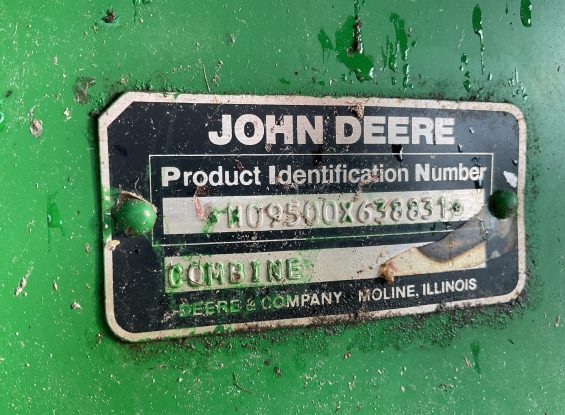 JOHN DEERE
Product Identification Number
*H09500X638831*
COMBINE
DEERE & COMPANY MOLINE, ILLINOIS